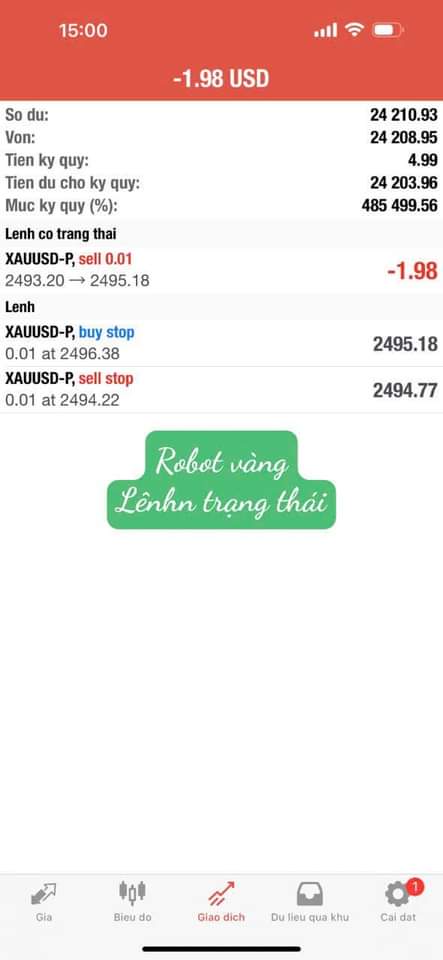 15:00
-1.98 USD
So du: 24 210.93
Von: 24 208.95
Tien ky quy: 4.99
Tien du cho ky quy: 24 203.96
Muc ky quy (%): 485 499.56
Lenh co trang thai
XAUUSD-P, sell 0.01
2493.20 → 2495.18 -1.98
Lenh
XAUUSD-P, buy stop
0.01 at 2496.38 2495.18
XAUUSD-P, sell stop
0.01 at 2494.22 2494.77
Robot vàng
Lênhn trạng thái
1
Gia Bieu do Giao dich Du lieu qua khu Cai dat